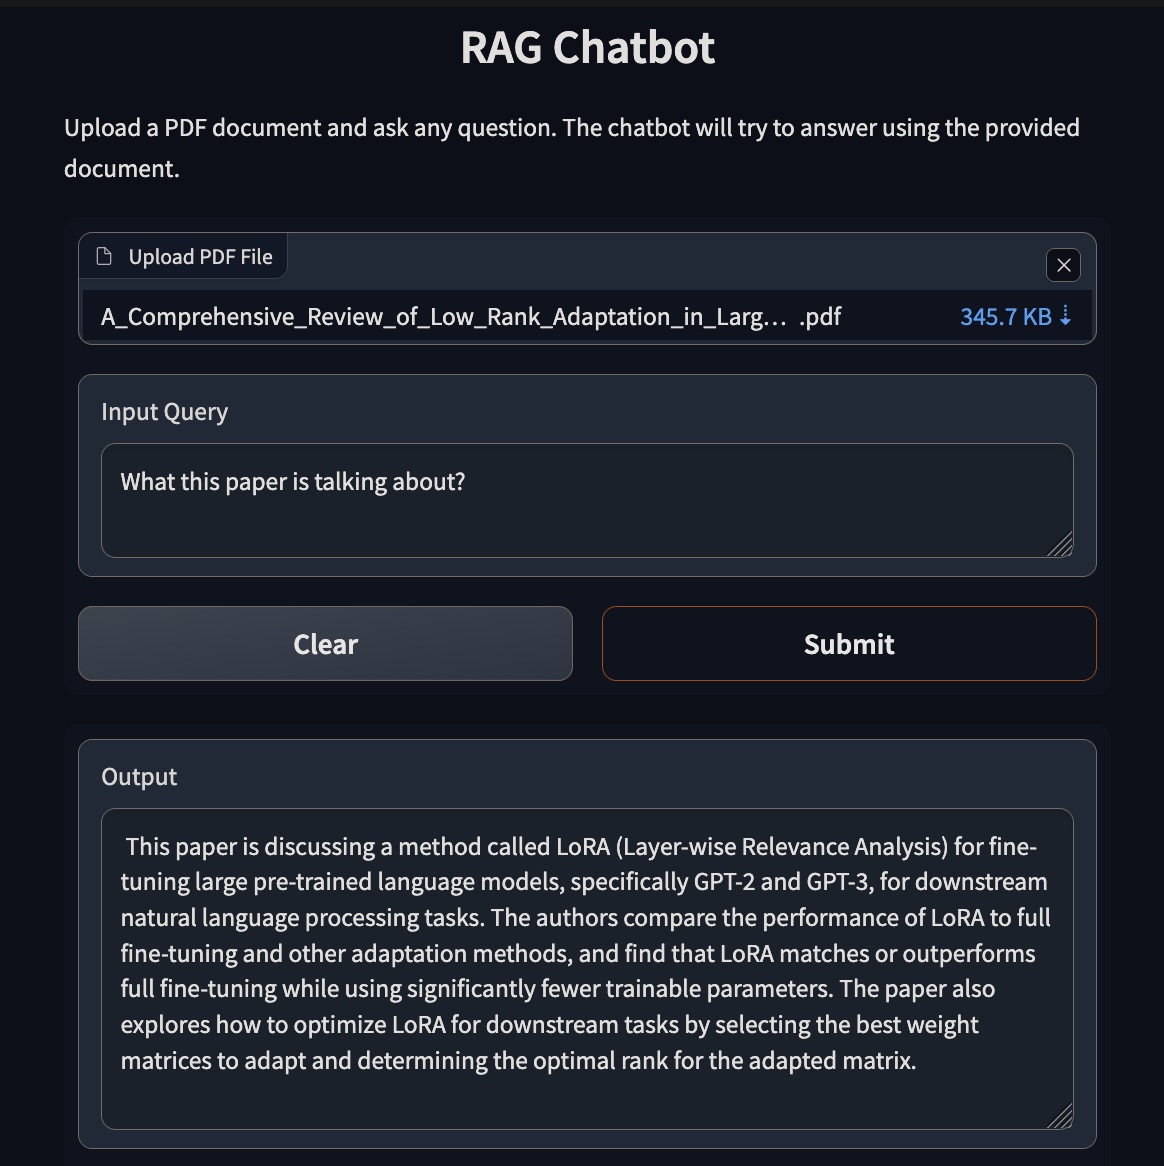 RAG Chatbot
Upload a PDF document and ask any question. The chatbot will try to answer using the provided
document.
Upload PDF File
A_Comprehensive_Review_of_Low_Rank_Adaptation_in_Larg... .pdf 345.7 KB ⇣
Input Query
What this paper is talking about?
Clear Submit
Output
This paper is discussing a method called LoRA (Layer-wise Relevance Analysis) for fine-
tuning large pre-trained language models, specifically GPT-2 and GPT-3, for downstream
natural language processing tasks. The authors compare the performance of LoRA to full
fine-tuning and other adaptation methods, and find that LoRA matches or outperforms
full fine-tuning while using significantly fewer trainable parameters. The paper also
explores how to optimize LoRA for downstream tasks by selecting the best weight
matrices to adapt and determining the optimal rank for the adapted matrix.